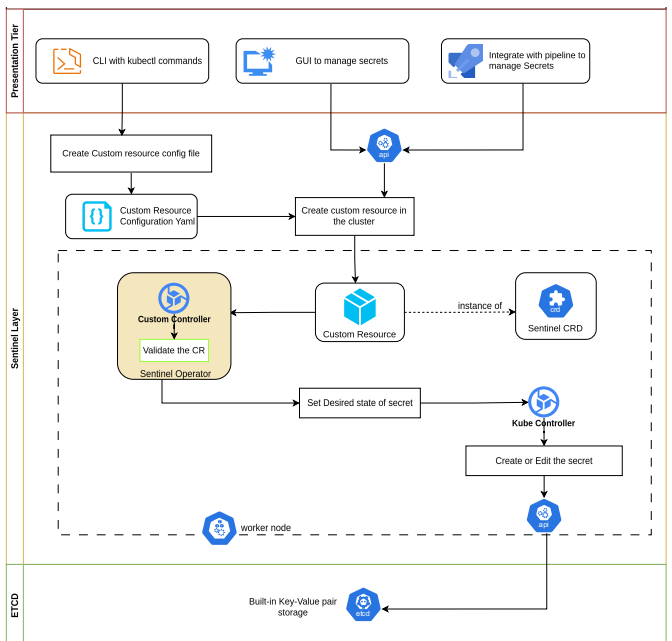 Presentation Tier
CLI with kubectl commands
GUI to manage secrets
Integrate with pipeline to
manage Secrets
Sentinel Layer
Create Custom resource config file
api
Custom Resource
Configuration Yaml
{}
Create custom resource in
the cluster
Custom Controller
Validate the CR
Sentinel Operator
Custom Resource
instance of
crd
Sentinel CRD
Set Desired state of secret
Kube Controller
Create or Edit the secret
api
worker node
ETCD
Built-in Key-Value pair
storage
etcd